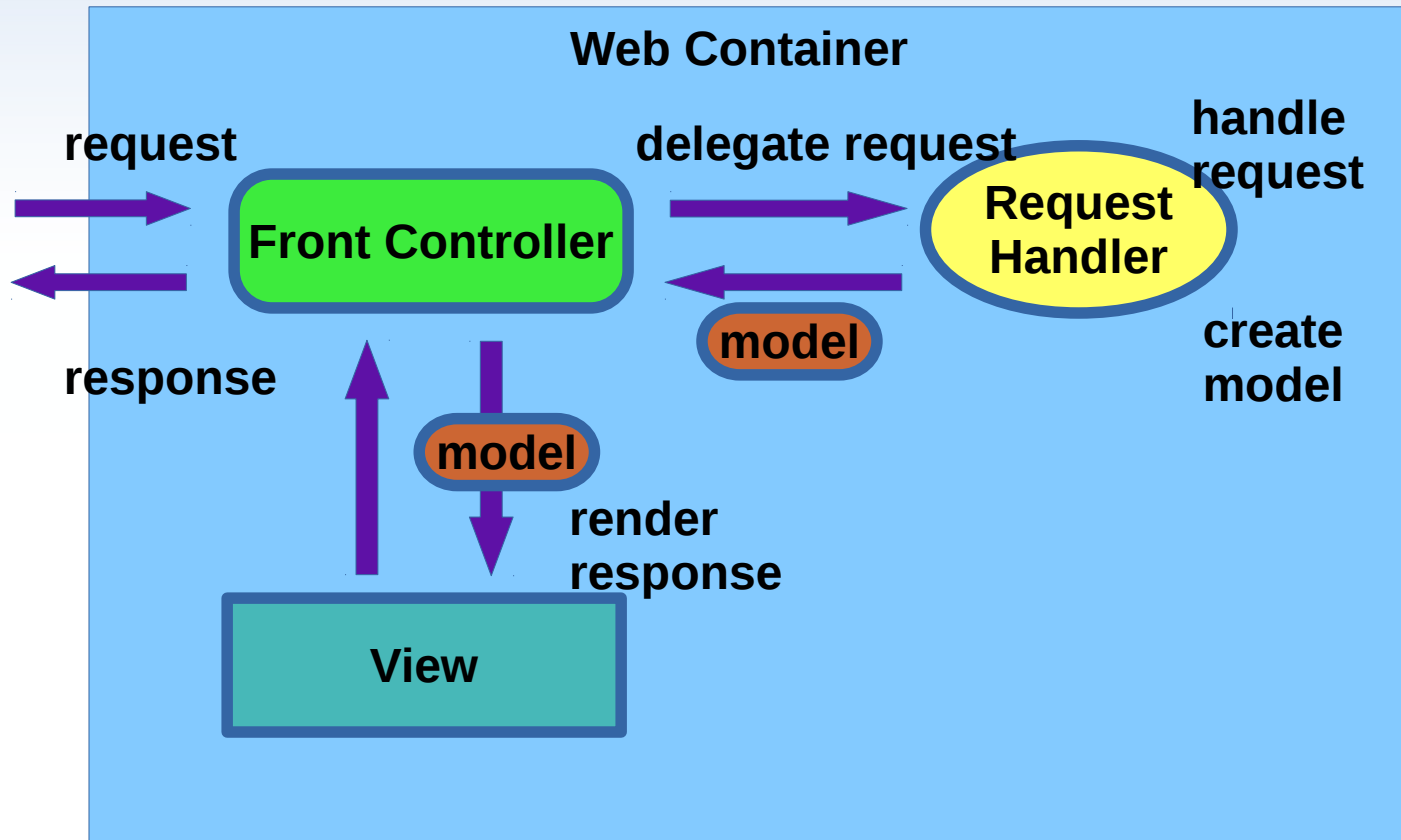 Web Container
request
delegate request
handle
request
Front Controller
Request
Handler
model
create
model
response
model
render
response
View